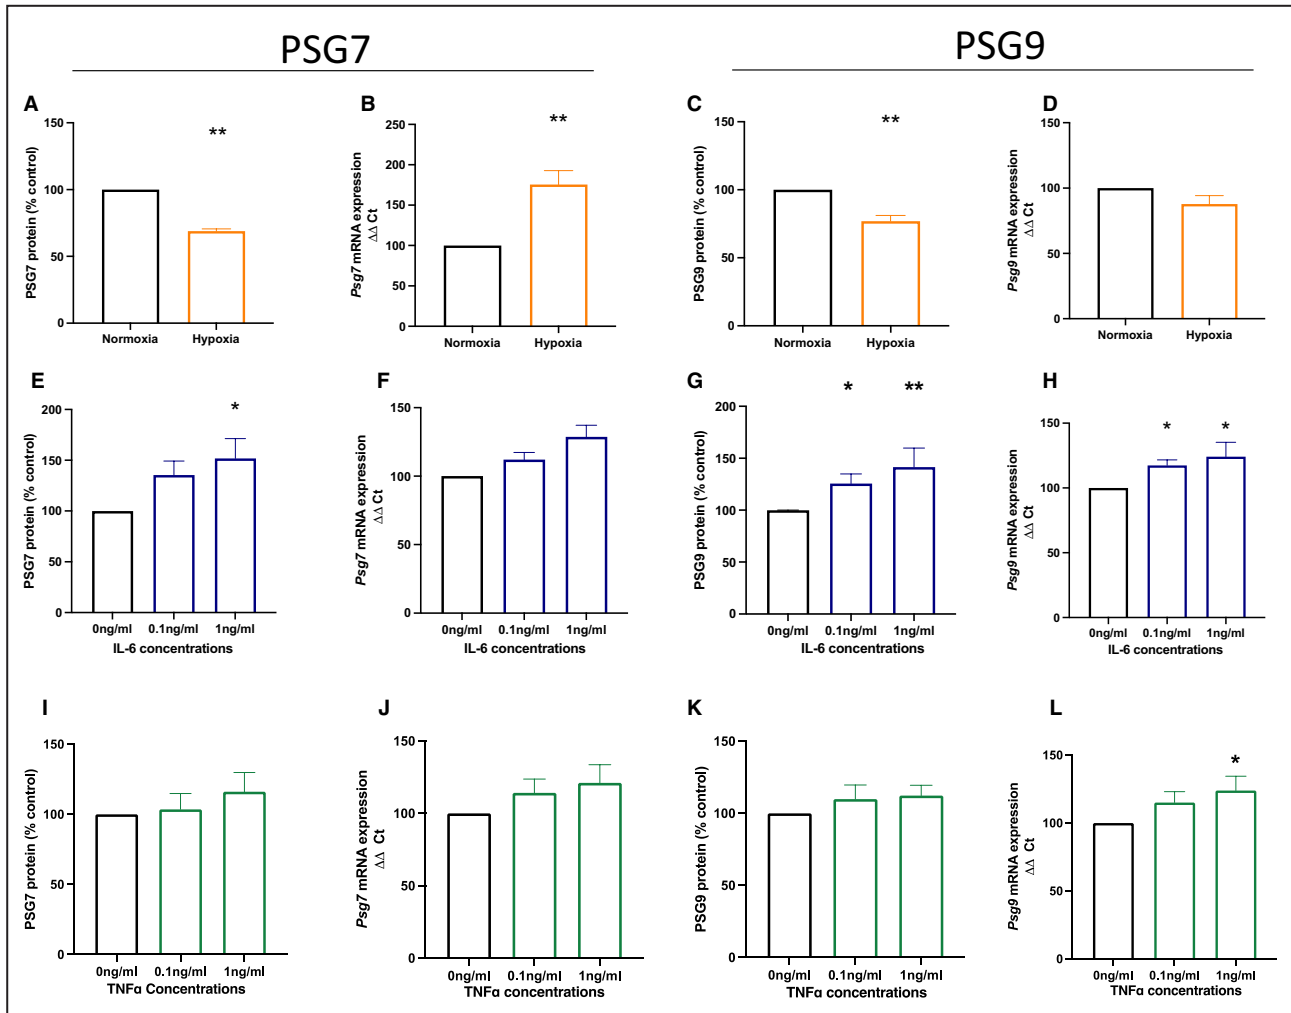 PSG7
PSG9
A
PSG7 protein (% control)
150
100
50
0
**
Normoxia
Hypoxia
B
Psg7 mRNA expression
ΔΔ Ct
250
200
150
100
50
0
**
Normoxia
Hypoxia
C
PSG9 protein (% control)
150
100
50
0
**
Normoxia
Hypoxia
D
Psg9 mRNA expression
ΔΔ Ct
150
100
50
0
Normoxia
Hypoxia
E
PSG7 protein (% control)
200
150
100
50
0
*
0ng/ml
0.1ng/ml
1ng/ml
IL-6 concentrations
F
Psg7 mRNA expression
ΔΔ Ct
150
100
50
0
0ng/ml
0.1ng/ml
1ng/ml
IL-6 concentrations
G
PSG9 protein (% control)
200
150
100
50
0
*
**
0ng/ml
0.1ng/ml
1ng/ml
IL-6 concentrations
H
Psg9 mRNA expression
ΔΔ Ct
150
100
50
0
*
*
0ng/ml
0.1ng/ml
1ng/ml
IL-6 concentrations
I
PSG7 protein (% control)
150
100
50
0
0ng/ml
0.1ng/ml
1ng/ml
TNFα Concentrations
J
Psg7 mRNA expression
ΔΔ Ct
150
100
50
0
0ng/ml
0.1ng/ml
1ng/ml
TNFα concentrations
K
PSG9 protein (% control)
150
100
50
0
0ng/ml
0.1ng/ml
1ng/ml
TNFα concentrations
L
Psg9 mRNA expression
ΔΔ Ct
150
100
50
0
*
0ng/ml
0.1ng/ml
1ng/ml
TNFα concentrations